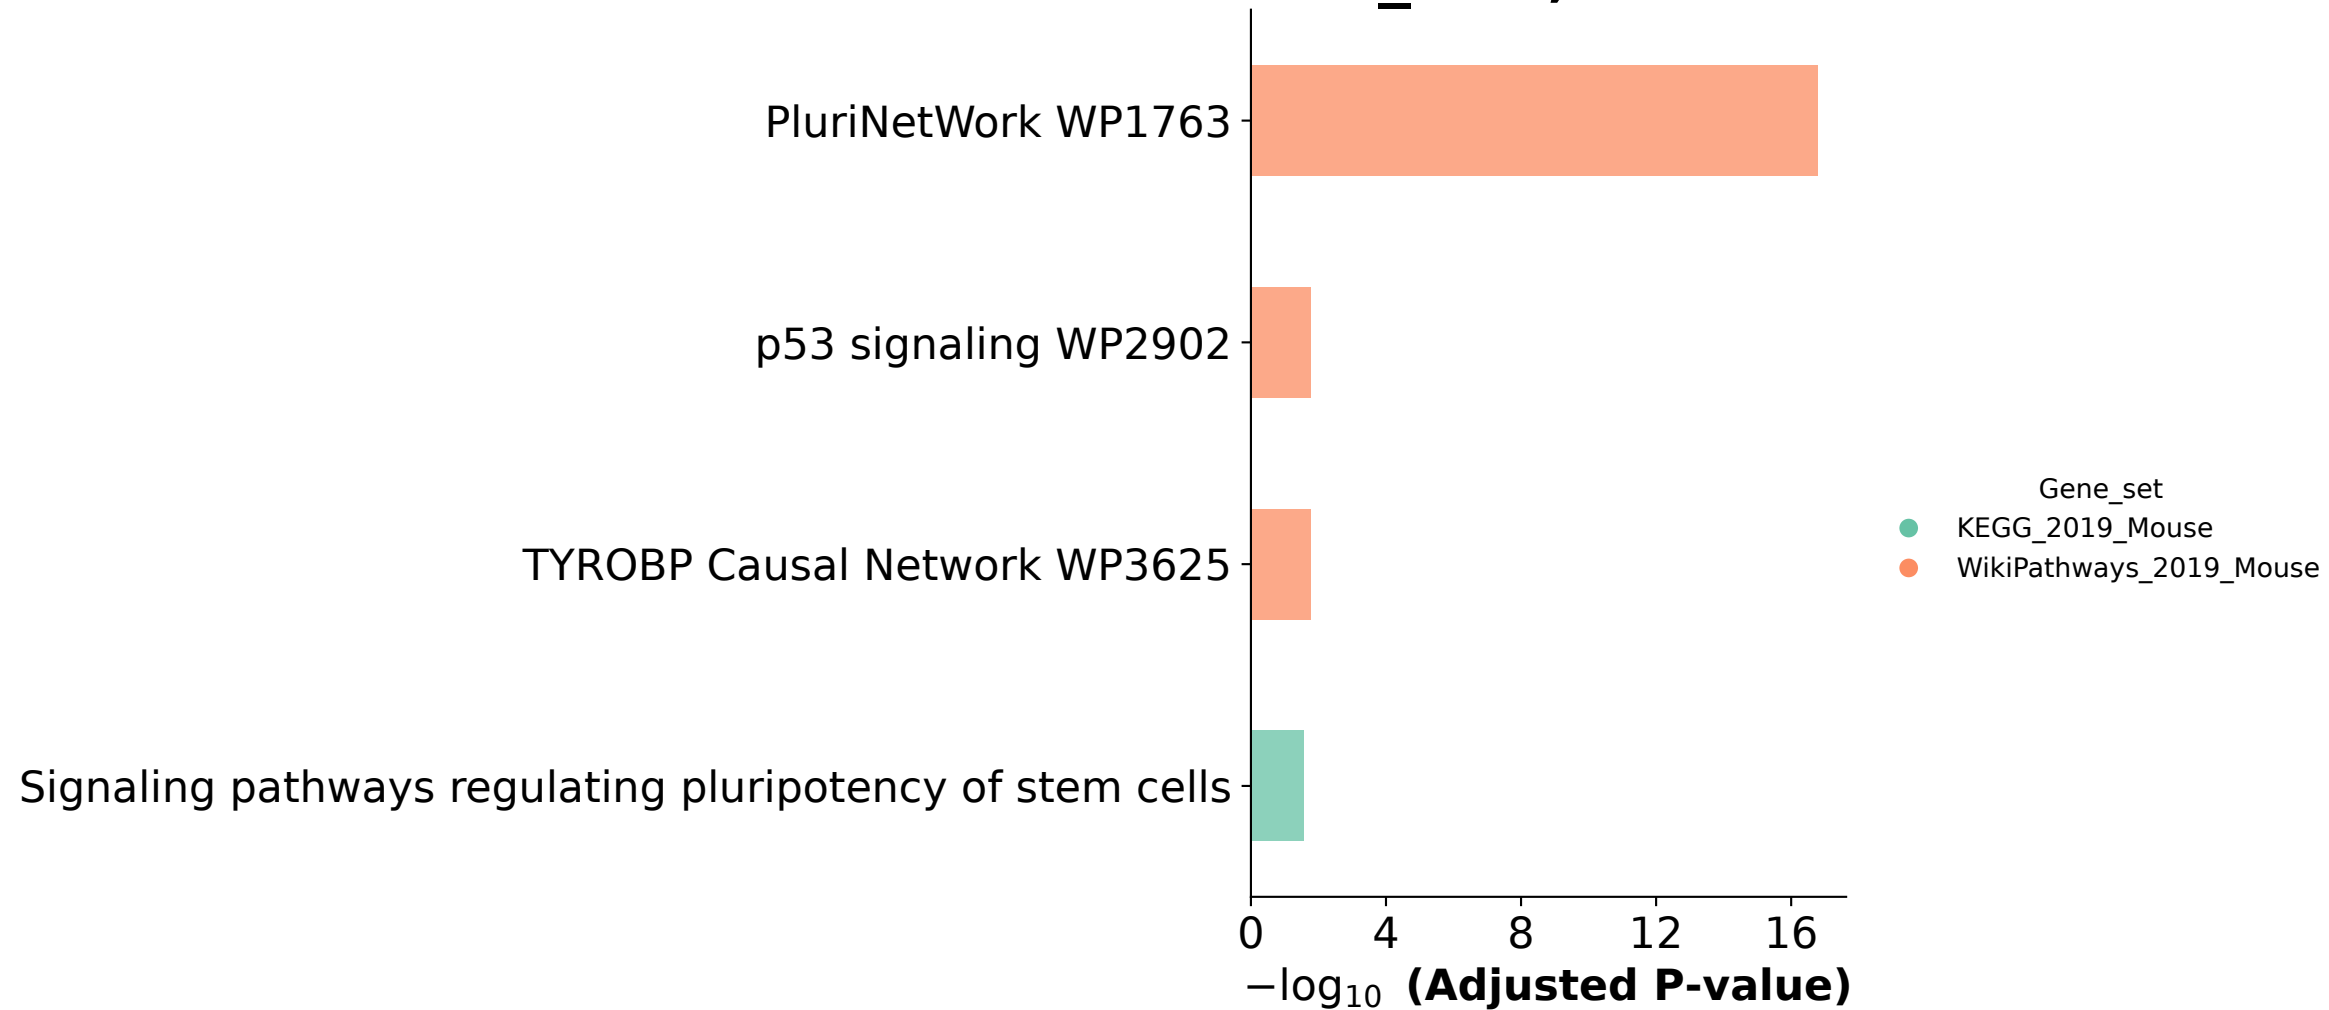 PluriNetWork WP1763
p53 signaling WP2902
TYROBP Causal Network WP3625
Signaling pathways regulating pluripotency of stem cells
0 4 8 12 16
−log₁₀ (Adjusted P-value)
Gene_set
KEGG_2019_Mouse
WikiPathways_2019_Mouse